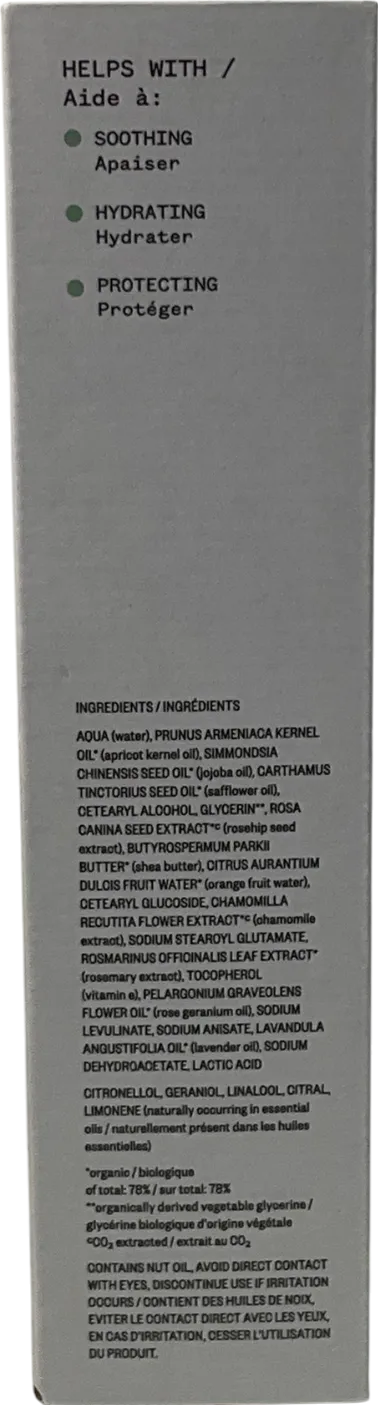 HELPS WITH /
Aide à:
SOOTHING
Apaiser
HYDRATING
Hydrater
PROTECTING
Protéger
INGREDIENTS / INGRÉDIENTS
AQUA (water), PRUNUS ARMENIACA KERNEL
OIL* (apricot kernel oil), SIMMONDSIA
CHINENSIS SEED OIL* (jojoba oil), CARTHAMUS
TINCTORIUS SEED OIL* (safflower oil),
CETEARYL ALCOHOL, GLYCERIN**, ROSA
CANINA SEED EXTRACT*ᶜ (rosehip seed
extract), BUTYROSPERMUM PARKII
BUTTER* (shea butter), CITRUS AURANTIUM
DULCIS FRUIT WATER* (orange fruit water),
CETEARYL GLUCOSIDE, CHAMOMILLA
RECUTITA FLOWER EXTRACT*ᶜ (chamomile
extract), SODIUM STEAROYL GLUTAMATE,
ROSMARINUS OFFICINALIS LEAF EXTRACT*
(rosemary extract), TOCOPHEROL
(vitamin e), PELARGONIUM GRAVEOLENS
FLOWER OIL* (rose geranium oil), SODIUM
LEVULINATE, SODIUM ANISATE, LAVANDULA
ANGUSTIFOLIA OIL* (lavender oil), SODIUM
DEHYDROACETATE, LACTIC ACID
CITRONELLOL, GERANIOL, LINALOOL, CITRAL,
LIMONENE (naturally occurring in essential
oils / naturellement présent dans les huiles
essentielles)
*organic / biologique
of total: 78% / sur total: 78%
**organically derived vegetable glycerine /
glycérine biologique d'origine végétale
ᶜCO₂ extracted / extrait au CO₂
CONTAINS NUT OIL, AVOID DIRECT CONTACT
WITH EYES, DISCONTINUE USE IF IRRITATION
OCCURS / CONTIENT DES HUILES DE NOIX,
EVITER LE CONTACT DIRECT AVEC LES YEUX,
EN CAS D'IRRITATION, CESSER L'UTILISATION
DU PRODUIT.